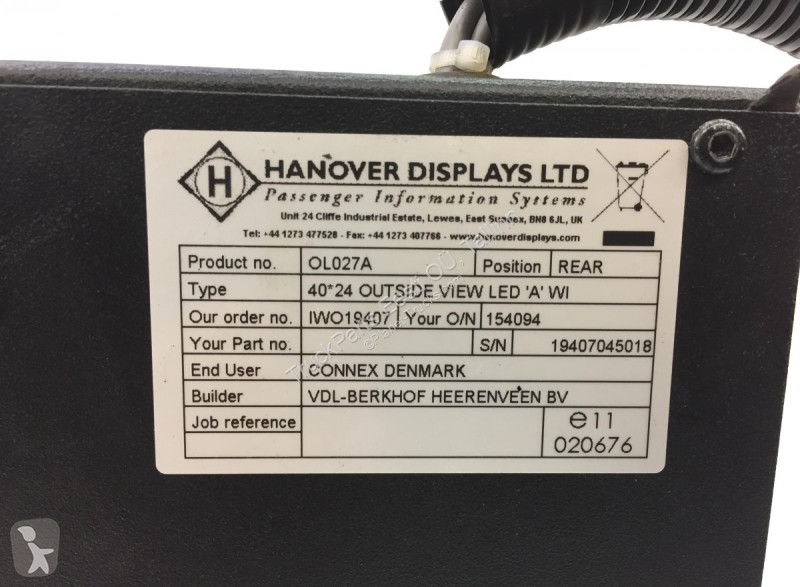 H
HANOVER DISPLAYS LTD
Passenger Information Systtems
Unit 24 Cliffe Industrial Estate, Lewes, East Sussex, BN8 6JL, UK
Tel: +44 1273 477528 - Fax: +44 1273 407766 - www.hanoverdisplays.com
Product no. OL027A Position REAR
Type 40*24 OUTSIDE VIEW LED 'A' WI
Our order no. IWO19407 Your O/N 154094
Your Part no. S/N 19407045018
End User CONNEX DENMARK
Builder VDL-BERKHOF HEERENVEEN BV
Job reference e11
020676